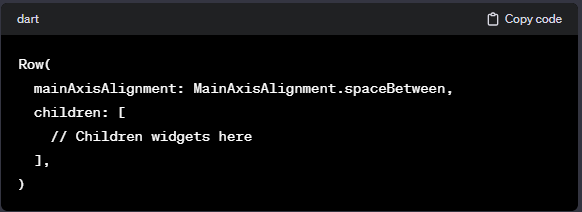 dart
Copy code
Row(
  mainAxisAlignment: MainAxisAlignment.spaceBetween,
  children: [
    // Children widgets here
  ],
)